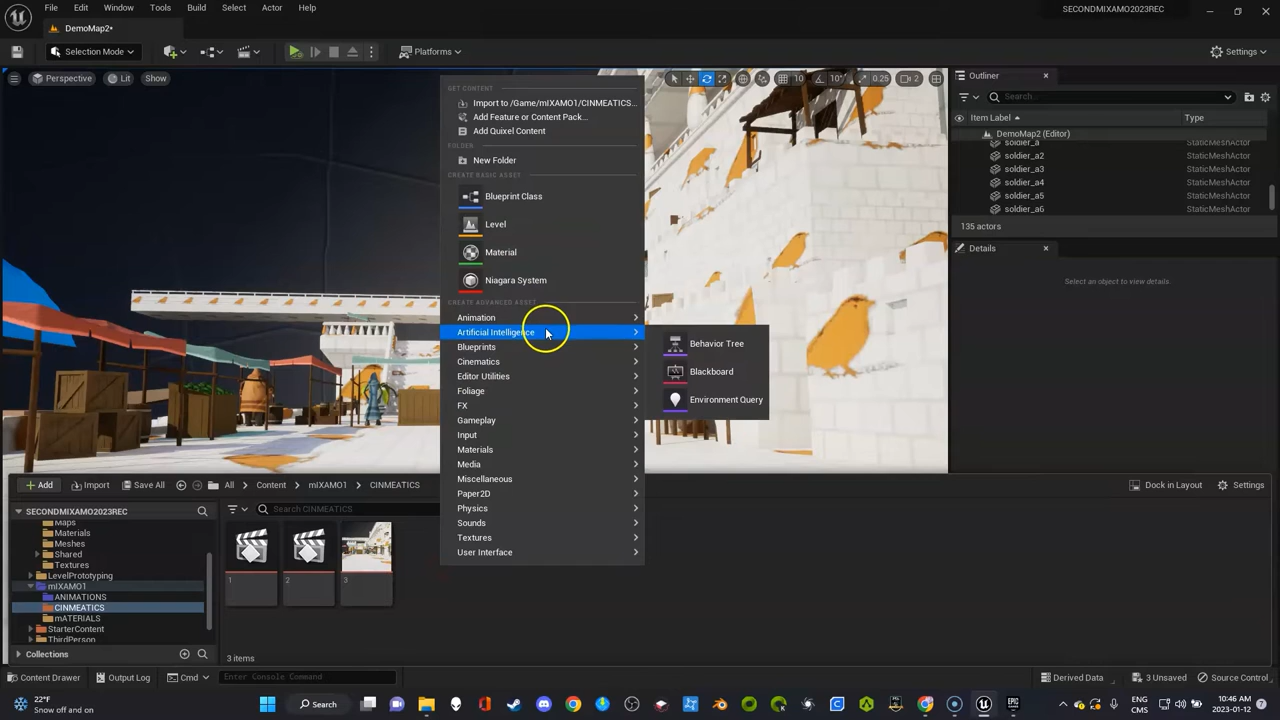 File Edit Window Tools Build Select Actor Help
SECONDMIXAMO2023REC
DemoMap2*
Selection Mode
Platforms
Settings
Perspective Lit Show
10 10° 0.25 2
Outliner
Search...
Item Label Type
DemoMap2 (Editor)
soldier_a StaticMeshActor
soldier_a2 StaticMeshActor
soldier_a3 StaticMeshActor
soldier_a4 StaticMeshActor
soldier_a5 StaticMeshActor
soldier_a6 StaticMeshActor
135 actors
Details
Select an object to view details.
GET CONTENT
Import to /Game/mIXAMO1/CINMEATICS...
Add Feature or Content Pack...
Add Quixel Content
FOLDER
New Folder
CREATE BASIC ASSET
Blueprint Class
Level
Material
Niagara System
CREATE ADVANCED ASSET
Animation
Artificial Intelligence
Blueprints
Cinematics
Editor Utilities
Foliage
FX
Gameplay
Input
Materials
Media
Miscellaneous
Paper2D
Physics
Sounds
Textures
User Interface
Behavior Tree
Blackboard
Environment Query
Add Import Save All All Content mIXAMO1 CINMEATICS
Dock in Layout Settings
SECONDMIXAMO2023REC
Search CINMEATICS
Maps
Materials
Meshes
Shared
Textures
LevelPrototyping
mIXAMO1
ANIMATIONS
CINMEATICS
mATERIALS
StarterContent
ThirdPerson
1 2 3
Collections
3 items
Content Drawer Output Log Cmd Enter Console Command
Derived Data 3 Unsaved Source Control
22°F
Snow off and on
Search
ENG
CMS
10:46 AM
2023-01-12